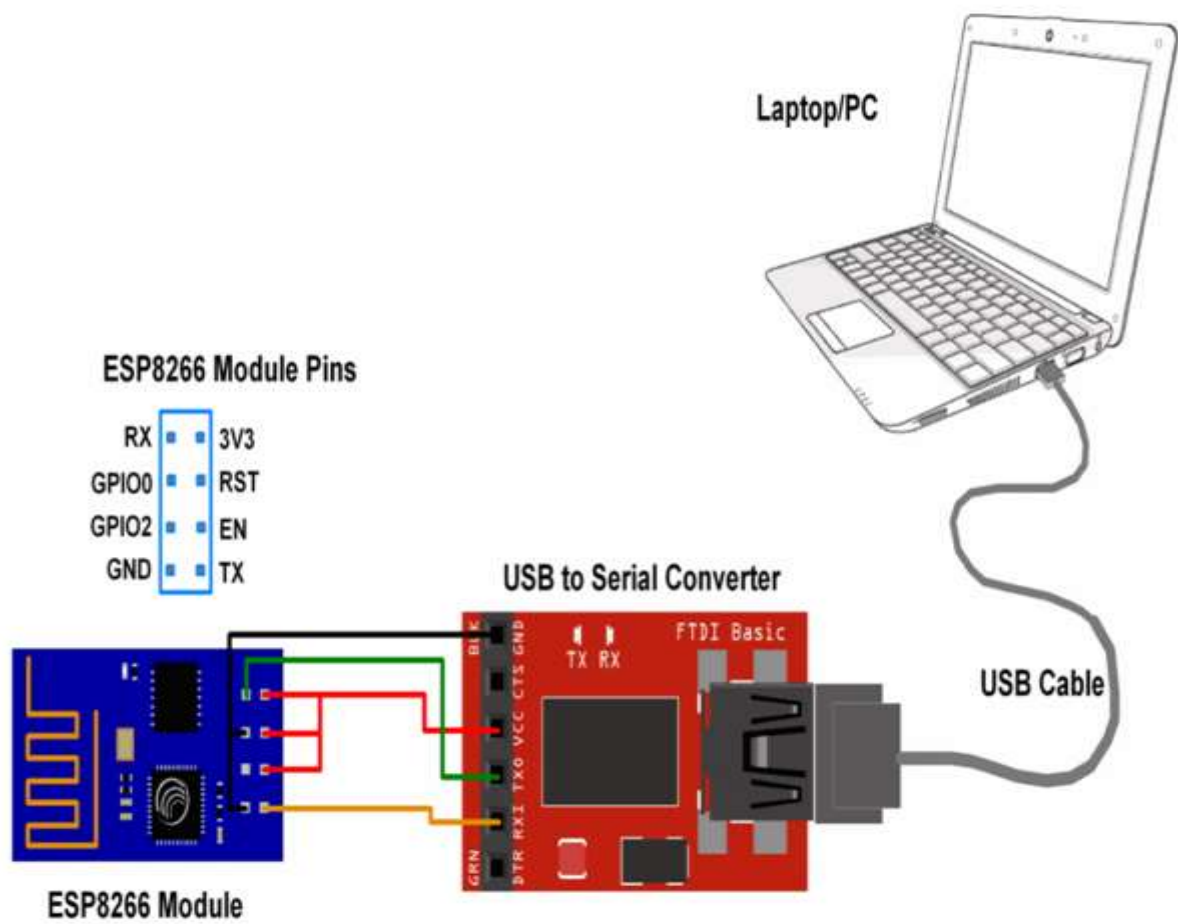 Laptop/PC
ESP8266 Module Pins
RX 3V3
GPIO0 RST
GPIO2 EN
GND TX
USB to Serial Converter
BLK GND
CTS
VCC
TXO
RXI
GRN DTR
TX RX
FTDI Basic
USB Cable
ESP8266 Module